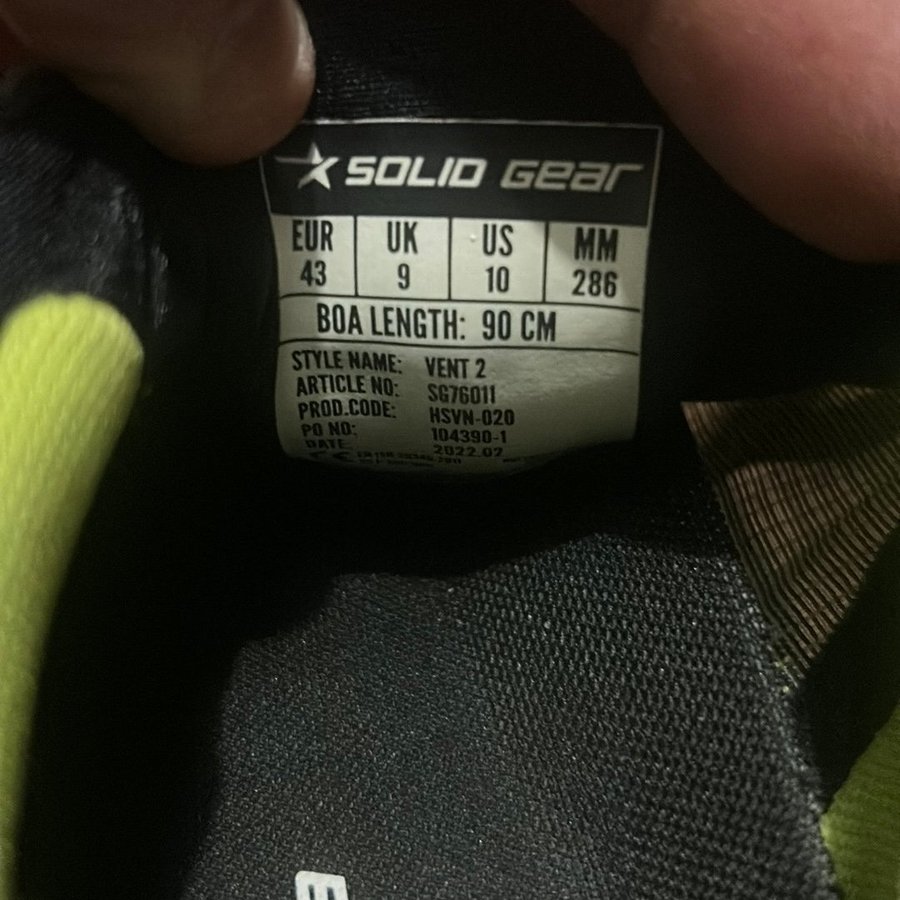 SOLID GEAR
EUR UK US MM
43 9 10 286
BOA LENGTH: 90 CM
STYLE NAME: VENT 2
ARTICLE NO: SG76011
PROD.CODE: HSVN-020
PO NO: 104390-1
DATE: 2022.02